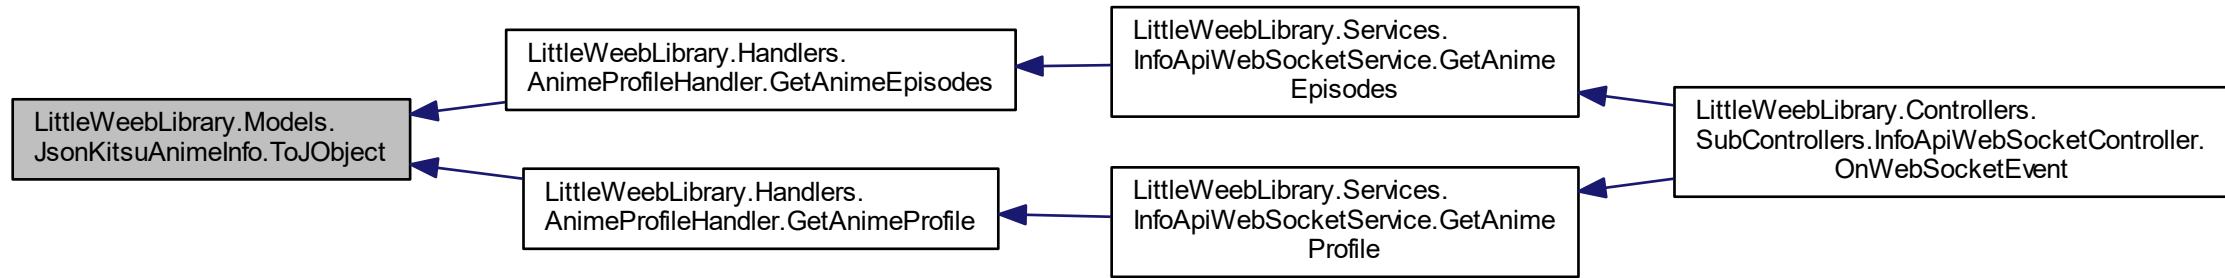 LittleWeebLibrary.Models.
JsonKitsuAnimeInfo.ToJObject
LittleWeebLibrary.Handlers.
AnimeProfileHandler.GetAnimeEpisodes
LittleWeebLibrary.Handlers.
AnimeProfileHandler.GetAnimeProfile
LittleWeebLibrary.Services.
InfoApiWebSocketService.GetAnime
Episodes
LittleWeebLibrary.Services.
InfoApiWebSocketService.GetAnime
Profile
LittleWeebLibrary.Controllers.
SubControllers.InfoApiWebSocketController.
OnWebSocketEvent